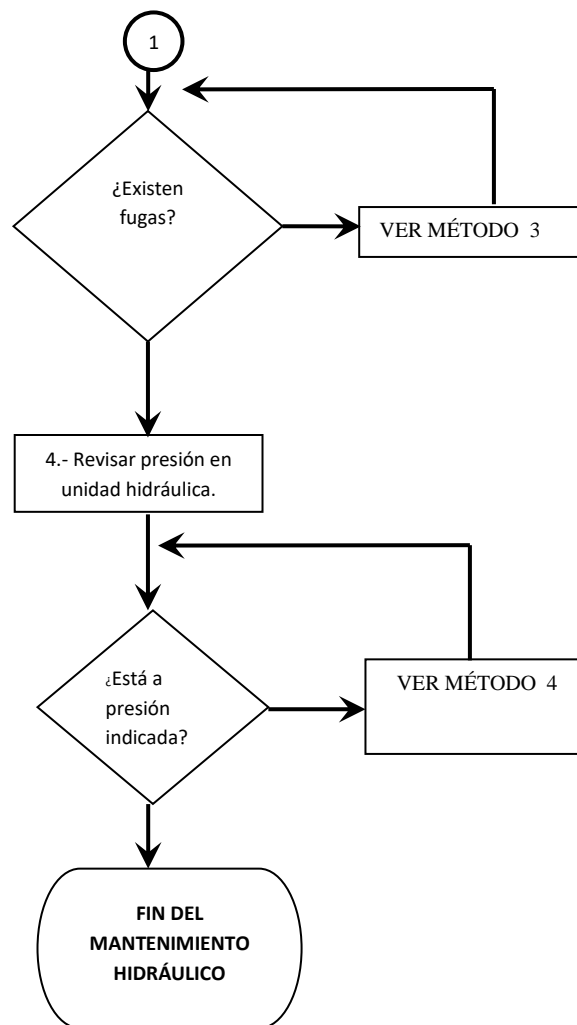 1
¿Existen
fugas?
VER MÉTODO  3
4.- Revisar presión en
unidad hidráulica.
¿Está a
presión
indicada?
VER MÉTODO  4
FIN DEL
MANTENIMIENTO
HIDRÁULICO